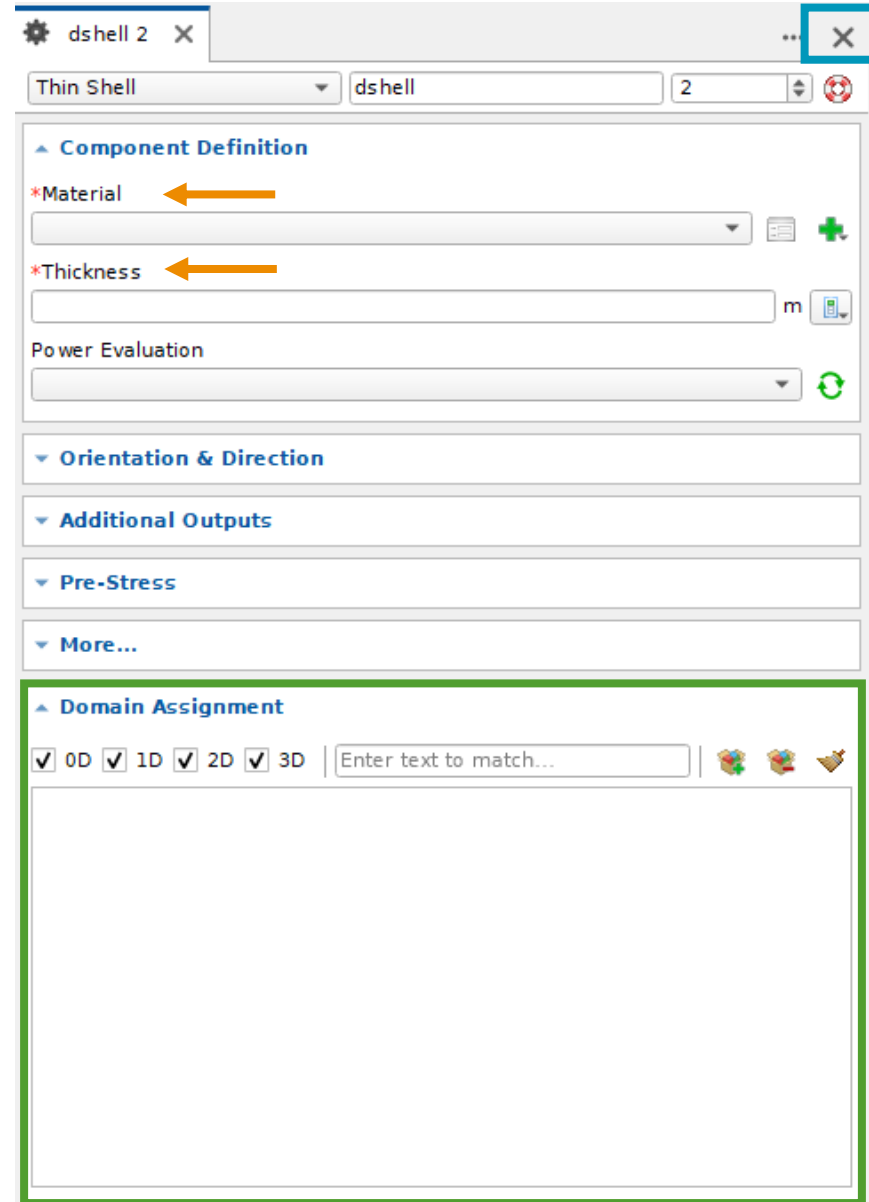 dshell 2
...
Thin Shell dshell 2
Component Definition
*Material
*Thickness
m
Power Evaluation
Orientation & Direction
Additional Outputs
Pre-Stress
More...
Domain Assignment
0D 1D 2D 3D Enter text to match...